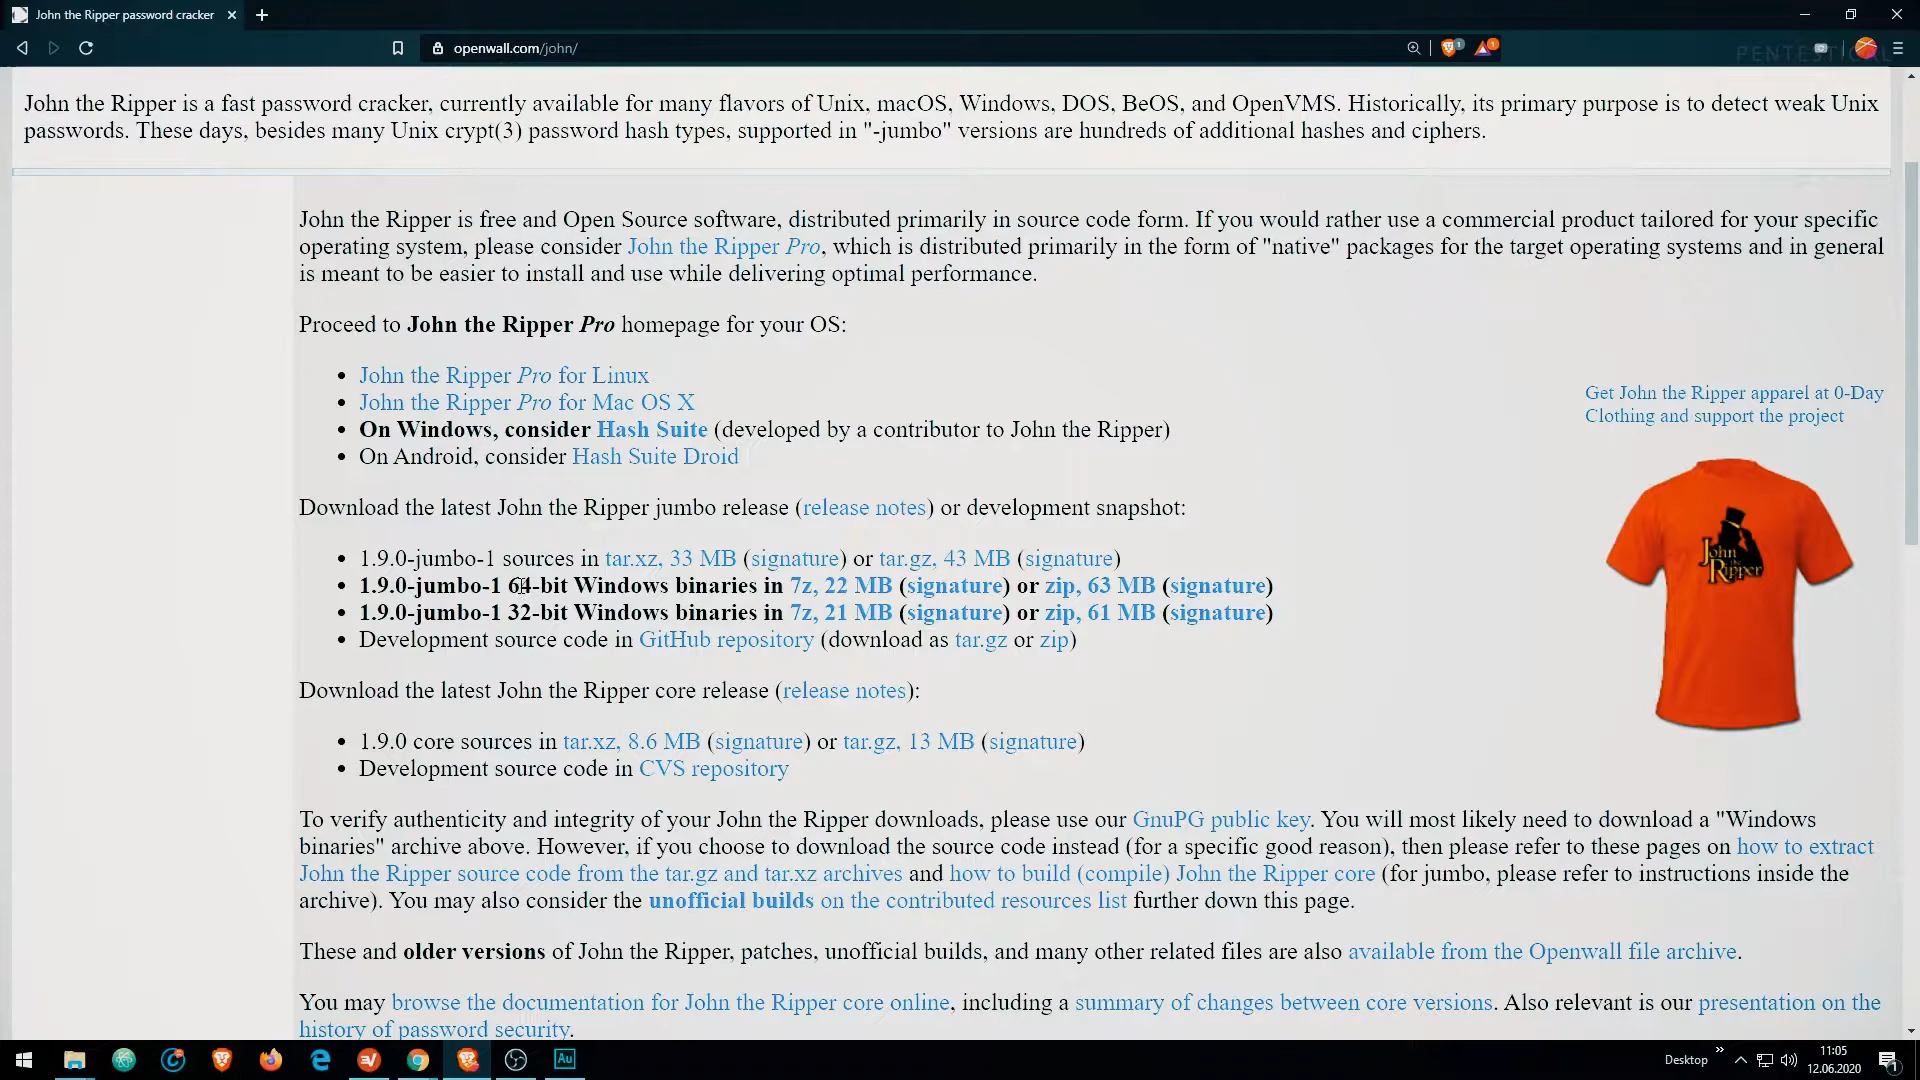 John the Ripper password cracker
openwall.com/john/
1
1
PENTESTICAL
John the Ripper is a fast password cracker, currently available for many flavors of Unix, macOS, Windows, DOS, BeOS, and OpenVMS. Historically, its primary purpose is to detect weak Unix
passwords. These days, besides many Unix crypt(3) password hash types, supported in "-jumbo" versions are hundreds of additional hashes and ciphers.
John the Ripper is free and Open Source software, distributed primarily in source code form. If you would rather use a commercial product tailored for your specific
operating system, please consider John the Ripper Pro, which is distributed primarily in the form of "native" packages for the target operating systems and in general
is meant to be easier to install and use while delivering optimal performance.
Proceed to John the Ripper Pro homepage for your OS:
• John the Ripper Pro for Linux
• John the Ripper Pro for Mac OS X
• On Windows, consider Hash Suite (developed by a contributor to John the Ripper)
• On Android, consider Hash Suite Droid
Get John the Ripper apparel at 0-Day
Clothing and support the project
John
the
Ripper
Download the latest John the Ripper jumbo release (release notes) or development snapshot:
• 1.9.0-jumbo-1 sources in tar.xz, 33 MB (signature) or tar.gz, 43 MB (signature)
• 1.9.0-jumbo-1 64-bit Windows binaries in 7z, 22 MB (signature) or zip, 63 MB (signature)
• 1.9.0-jumbo-1 32-bit Windows binaries in 7z, 21 MB (signature) or zip, 61 MB (signature)
• Development source code in GitHub repository (download as tar.gz or zip)
Download the latest John the Ripper core release (release notes):
• 1.9.0 core sources in tar.xz, 8.6 MB (signature) or tar.gz, 13 MB (signature)
• Development source code in CVS repository
To verify authenticity and integrity of your John the Ripper downloads, please use our GnuPG public key. You will most likely need to download a "Windows
binaries" archive above. However, if you choose to download the source code instead (for a specific good reason), then please refer to these pages on how to extract
John the Ripper source code from the tar.gz and tar.xz archives and how to build (compile) John the Ripper core (for jumbo, please refer to instructions inside the
archive). You may also consider the unofficial builds on the contributed resources list further down this page.
These and older versions of John the Ripper, patches, unofficial builds, and many other related files are also available from the Openwall file archive.
You may browse the documentation for John the Ripper core online, including a summary of changes between core versions. Also relevant is our presentation on the
history of password security.
Au
Desktop
11:05
12.06.2020
1